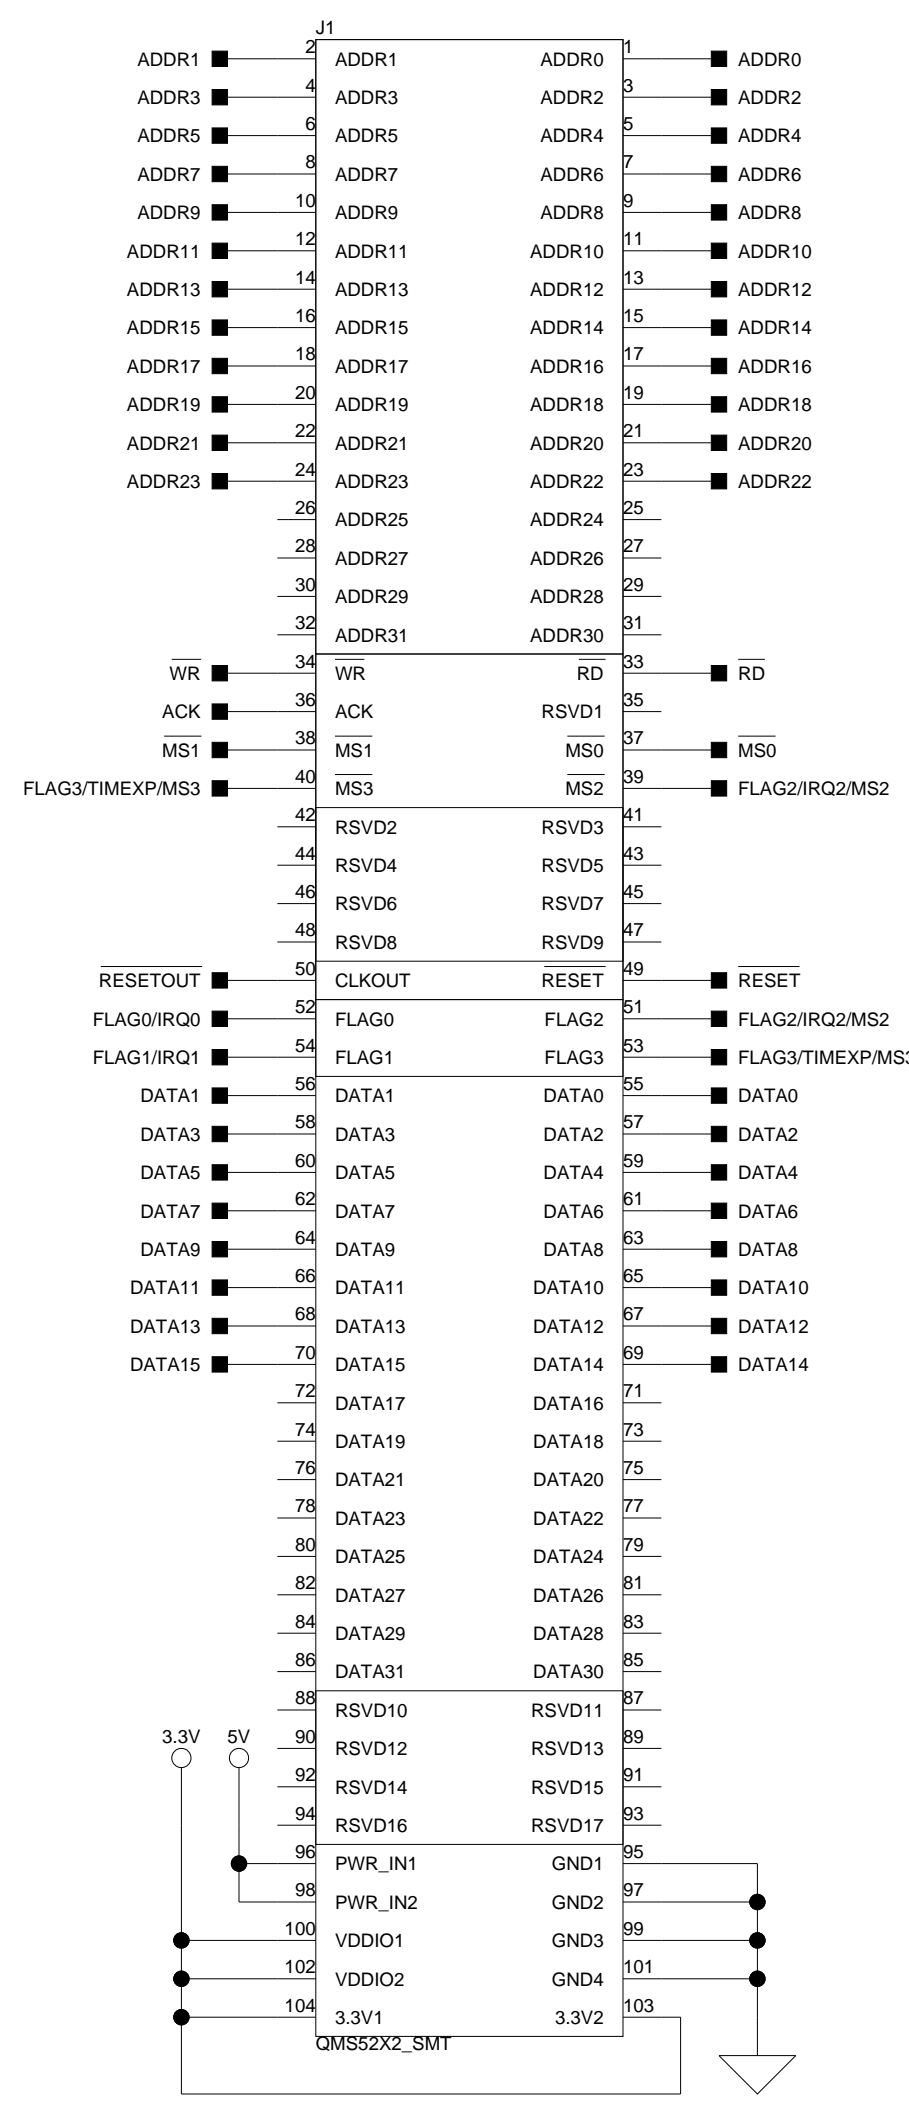 J1
ADDR1 2 ADDR1 ADDR0 1 ADDR0
ADDR3 4 ADDR3 ADDR2 3 ADDR2
ADDR5 6 ADDR5 ADDR4 5 ADDR4
ADDR7 8 ADDR7 ADDR6 7 ADDR6
ADDR9 10 ADDR9 ADDR8 9 ADDR8
ADDR11 12 ADDR11 ADDR10 11 ADDR10
ADDR13 14 ADDR13 ADDR12 13 ADDR12
ADDR15 16 ADDR15 ADDR14 15 ADDR14
ADDR17 18 ADDR17 ADDR16 17 ADDR16
ADDR19 20 ADDR19 ADDR18 19 ADDR18
ADDR21 22 ADDR21 ADDR20 21 ADDR20
ADDR23 24 ADDR23 ADDR22 23 ADDR22
26 ADDR25 ADDR24 25
28 ADDR27 ADDR26 27
30 ADDR29 ADDR28 29
32 ADDR31 ADDR30 31
WR 34 WR RD 33 RD
ACK 36 ACK RSVD1 35
MS1 38 MS1 MS0 37 MS0
FLAG3/TIMEXP/MS3 40 MS3 MS2 39 FLAG2/IRQ2/MS2
42 RSVD2 RSVD3 41
44 RSVD4 RSVD5 43
46 RSVD6 RSVD7 45
48 RSVD8 RSVD9 47
RESETOUT 50 CLKOUT RESET 49 RESET
FLAG0/IRQ0 52 FLAG0 FLAG2 51 FLAG2/IRQ2/MS2
FLAG1/IRQ1 54 FLAG1 FLAG3 53 FLAG3/TIMEXP/MS3
DATA1 56 DATA1 DATA0 55 DATA0
DATA3 58 DATA3 DATA2 57 DATA2
DATA5 60 DATA5 DATA4 59 DATA4
DATA7 62 DATA7 DATA6 61 DATA6
DATA9 64 DATA9 DATA8 63 DATA8
DATA11 66 DATA11 DATA10 65 DATA10
DATA13 68 DATA13 DATA12 67 DATA12
DATA15 70 DATA15 DATA14 69 DATA14
72 DATA17 DATA16 71
74 DATA19 DATA18 73
76 DATA21 DATA20 75
78 DATA23 DATA22 77
80 DATA25 DATA24 79
82 DATA27 DATA26 81
84 DATA29 DATA28 83
86 DATA31 DATA30 85
88 RSVD10 RSVD11 87
3.3V 5V 90 RSVD12 RSVD13 89
92 RSVD14 RSVD15 91
94 RSVD16 RSVD17 93
96 PWR_IN1 GND1 95
98 PWR_IN2 GND2 97
100 VDDIO1 GND3 99
102 VDDIO2 GND4 101
104 3.3V1 3.3V2 103
QMS52X2_SMT